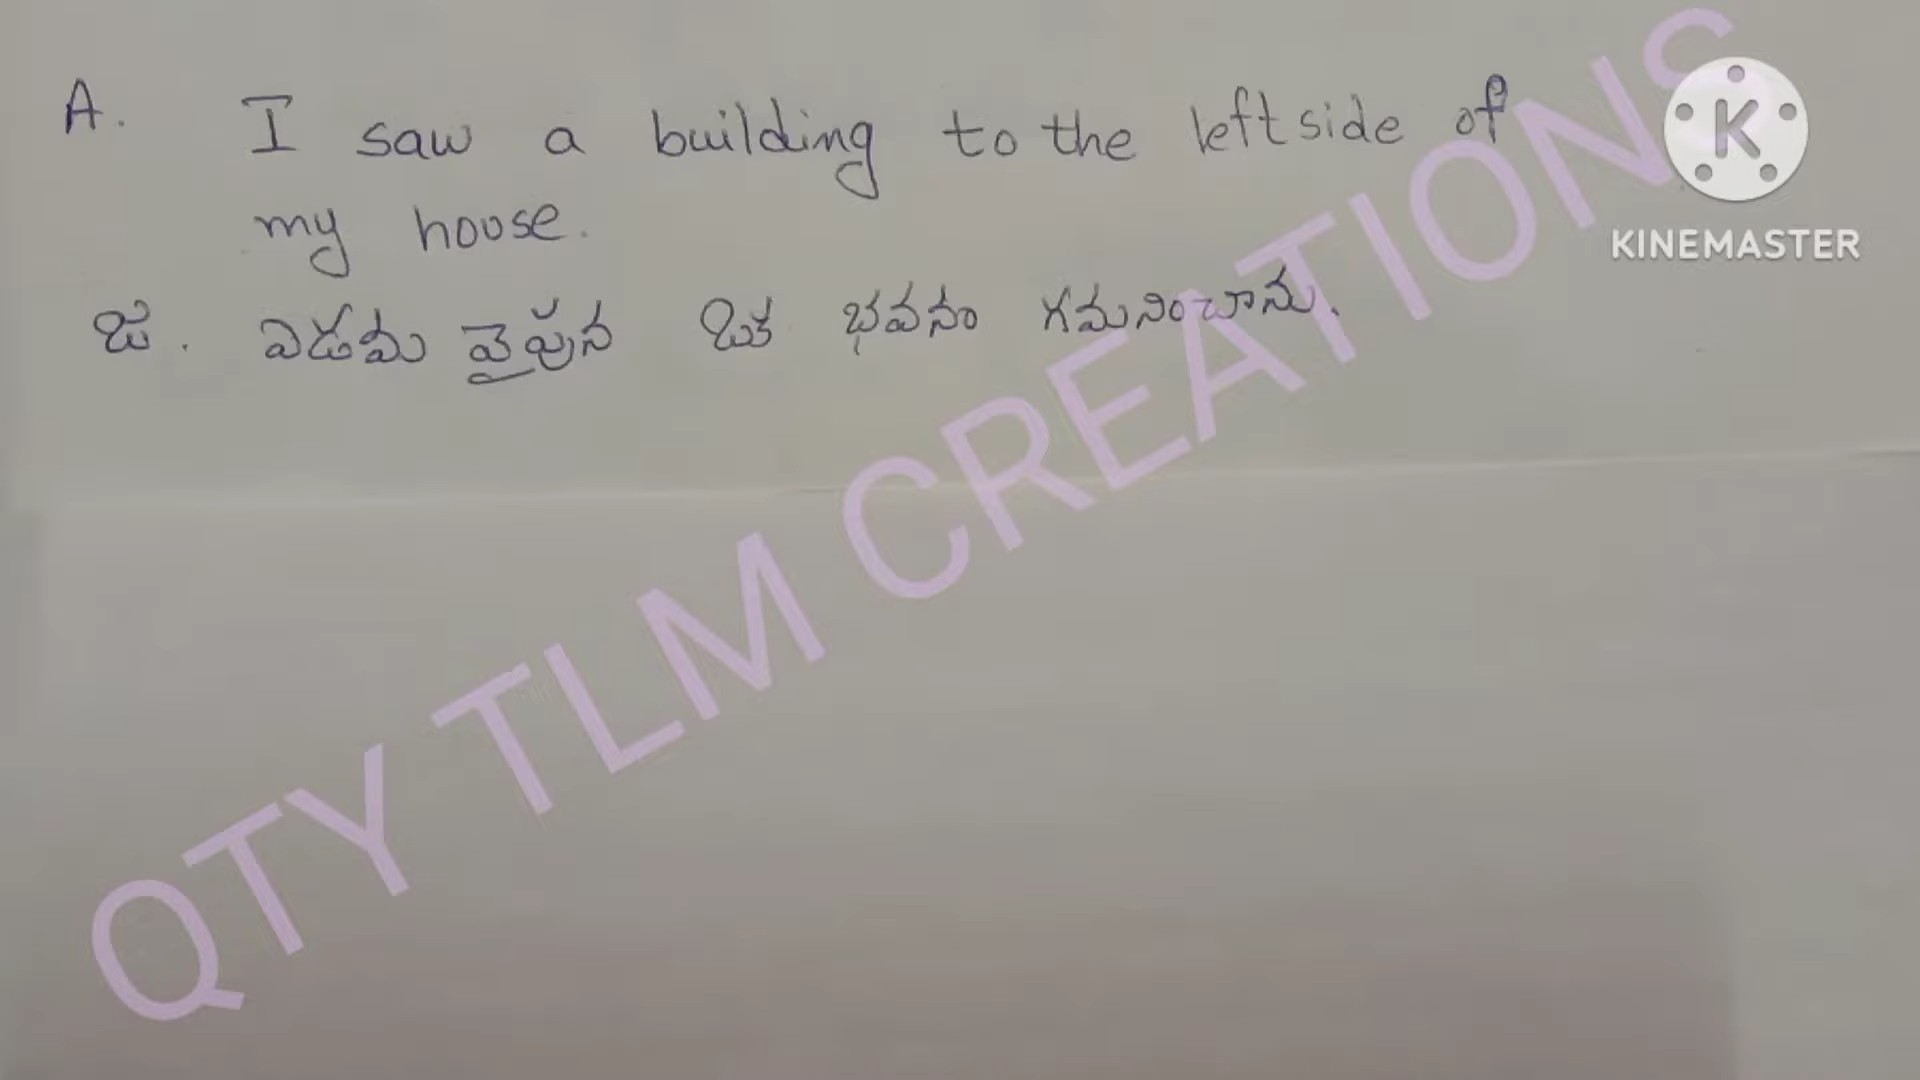 A. I saw a building to the left side of
my house.
జ. ఎడమ వైపున ఒక భవనం గమనించాను.
QTY TLM CREATIONS
KINEMASTER